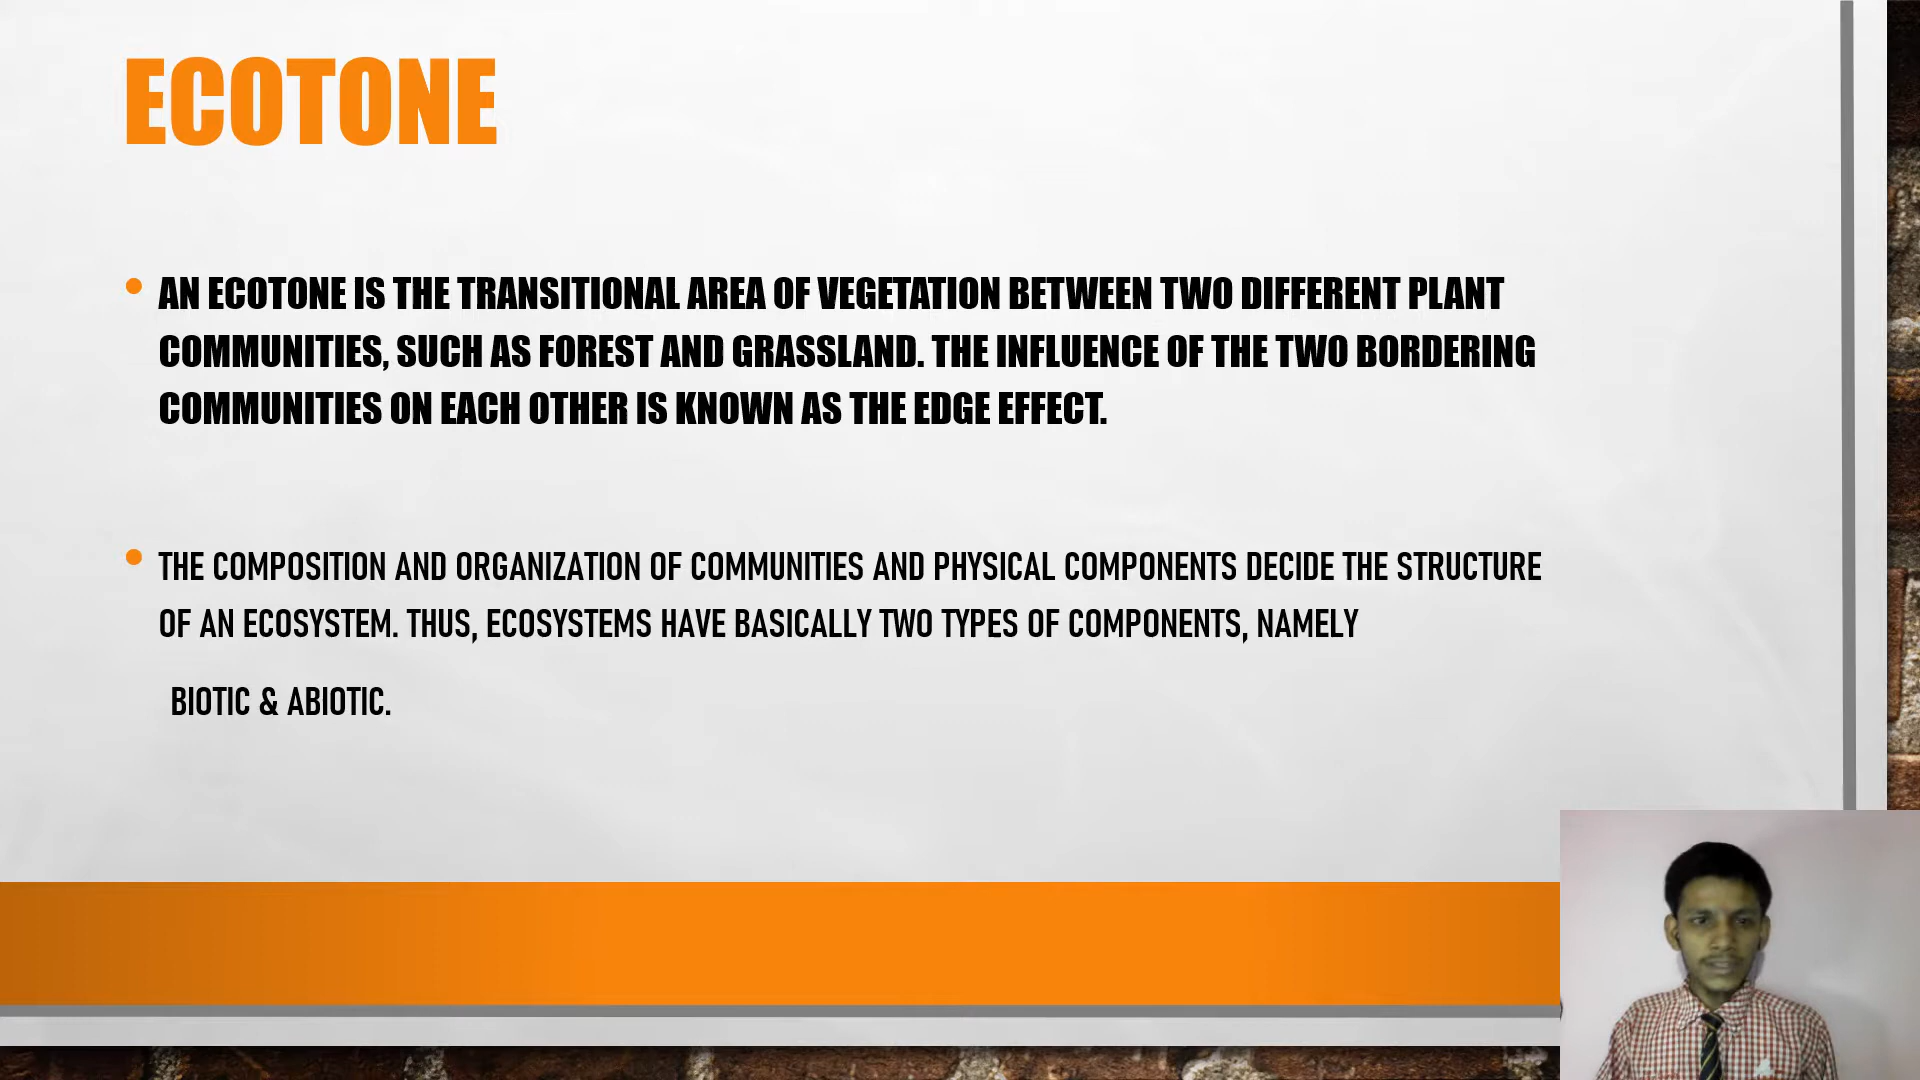 ECOTONE
• AN ECOTONE IS THE TRANSITIONAL AREA OF VEGETATION BETWEEN TWO DIFFERENT PLANT
COMMUNITIES, SUCH AS FOREST AND GRASSLAND. THE INFLUENCE OF THE TWO BORDERING
COMMUNITIES ON EACH OTHER IS KNOWN AS THE EDGE EFFECT.
• THE COMPOSITION AND ORGANIZATION OF COMMUNITIES AND PHYSICAL COMPONENTS DECIDE THE STRUCTURE
OF AN ECOSYSTEM. THUS, ECOSYSTEMS HAVE BASICALLY TWO TYPES OF COMPONENTS, NAMELY
BIOTIC & ABIOTIC.